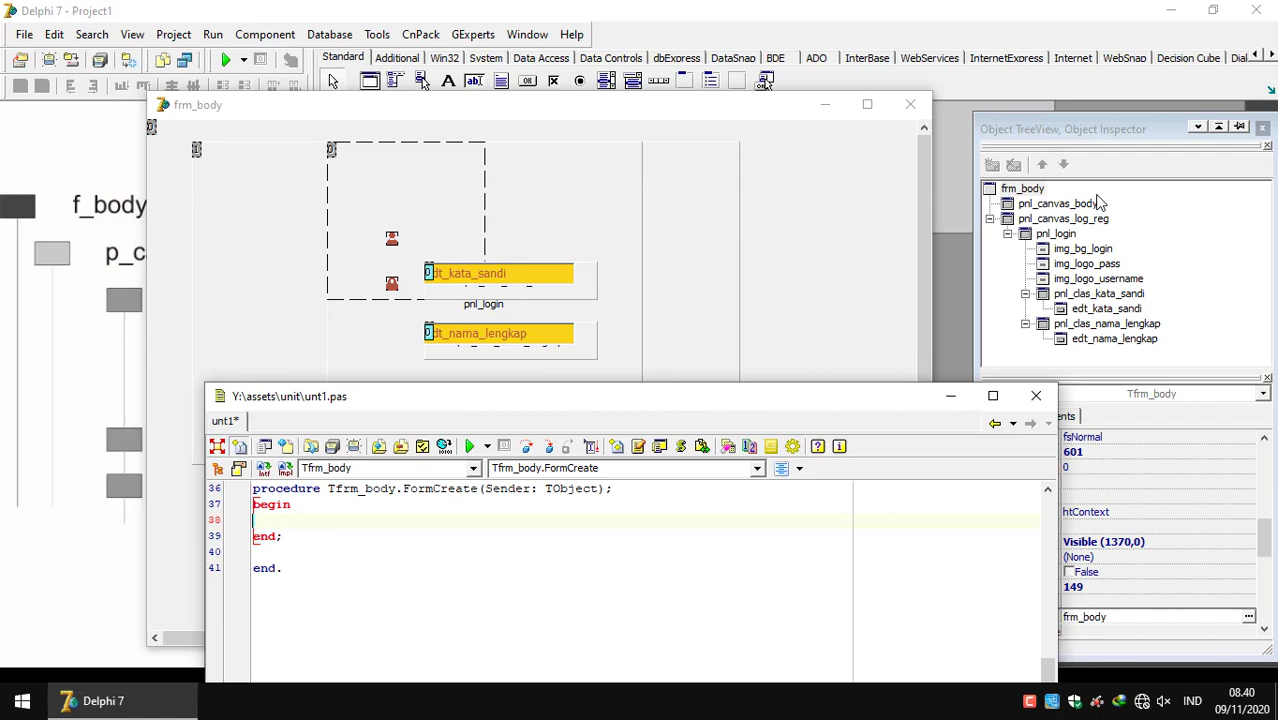 Delphi 7 - Project1
File Edit Search View Project Run Component Database Tools CnPack GExperts Window Help
Standard Additional Win32 System Data Access Data Controls dbExpress DataSnap BDE ADO InterBase WebServices InternetExpress Internet WebSnap Decision Cube
frm_body
f_body
edt_kata_sandi
pnl_login
edt_nama_lengkap
Object TreeView, Object Inspector
frm_body
pnl_canvas_body
pnl_canvas_log_reg
pnl_login
img_bg_login
img_logo_pass
img_logo_username
pnl_clas_kata_sandi
edt_kata_sandi
pnl_clas_nama_lengkap
edt_nama_lengkap
Tfrm_body
fsNormal
601
0
htContext
Visible (1370,0)
(None)
False
149
frm_body
Y:\assets\unit\unt1.pas
unt1*
Tfrm_body Tfrm_body.FormCreate
36 procedure Tfrm_body.FormCreate(Sender: TObject);
37 begin
38
39 end;
40
41 end.
Delphi 7
IND
08.40
09/11/2020